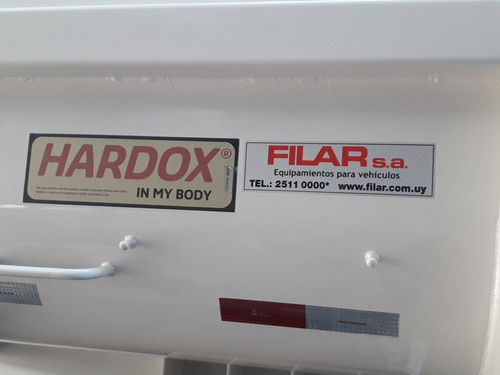 HARDOX®
IN MY BODY
FILAR s.a.
Equipamientos para vehículos
TEL.: 2511 0000* www.filar.com.uy